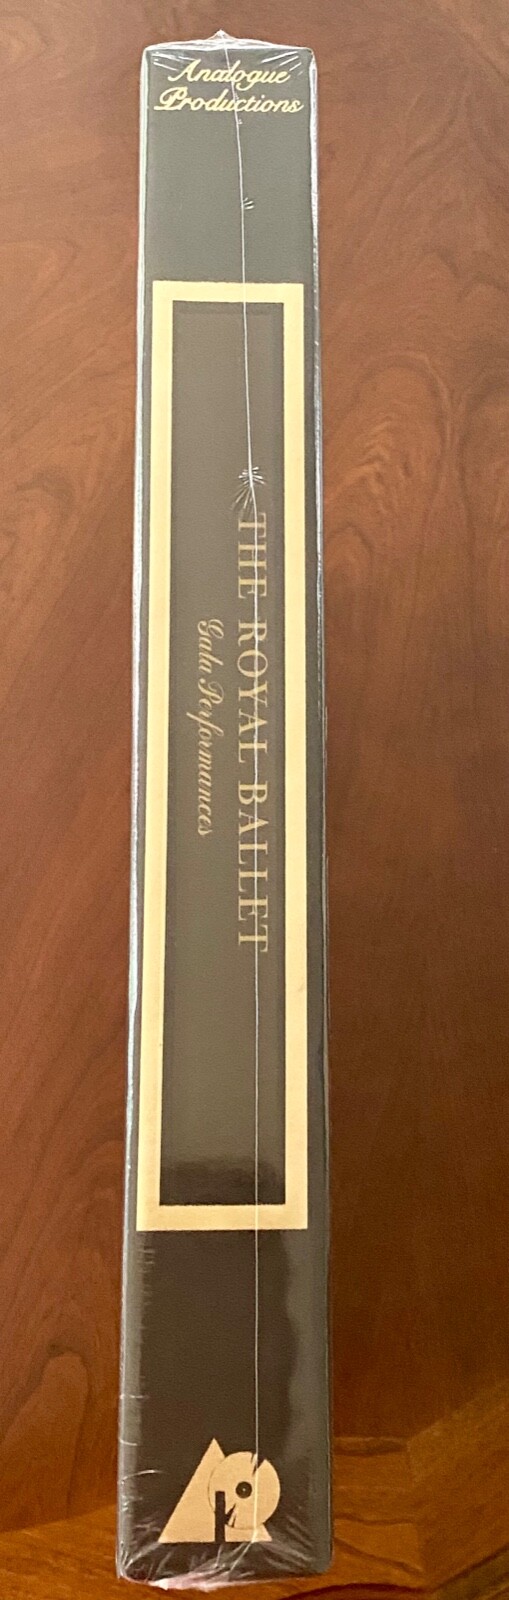 Analogue
Productions
THE ROYAL BALLET
Gala Performances